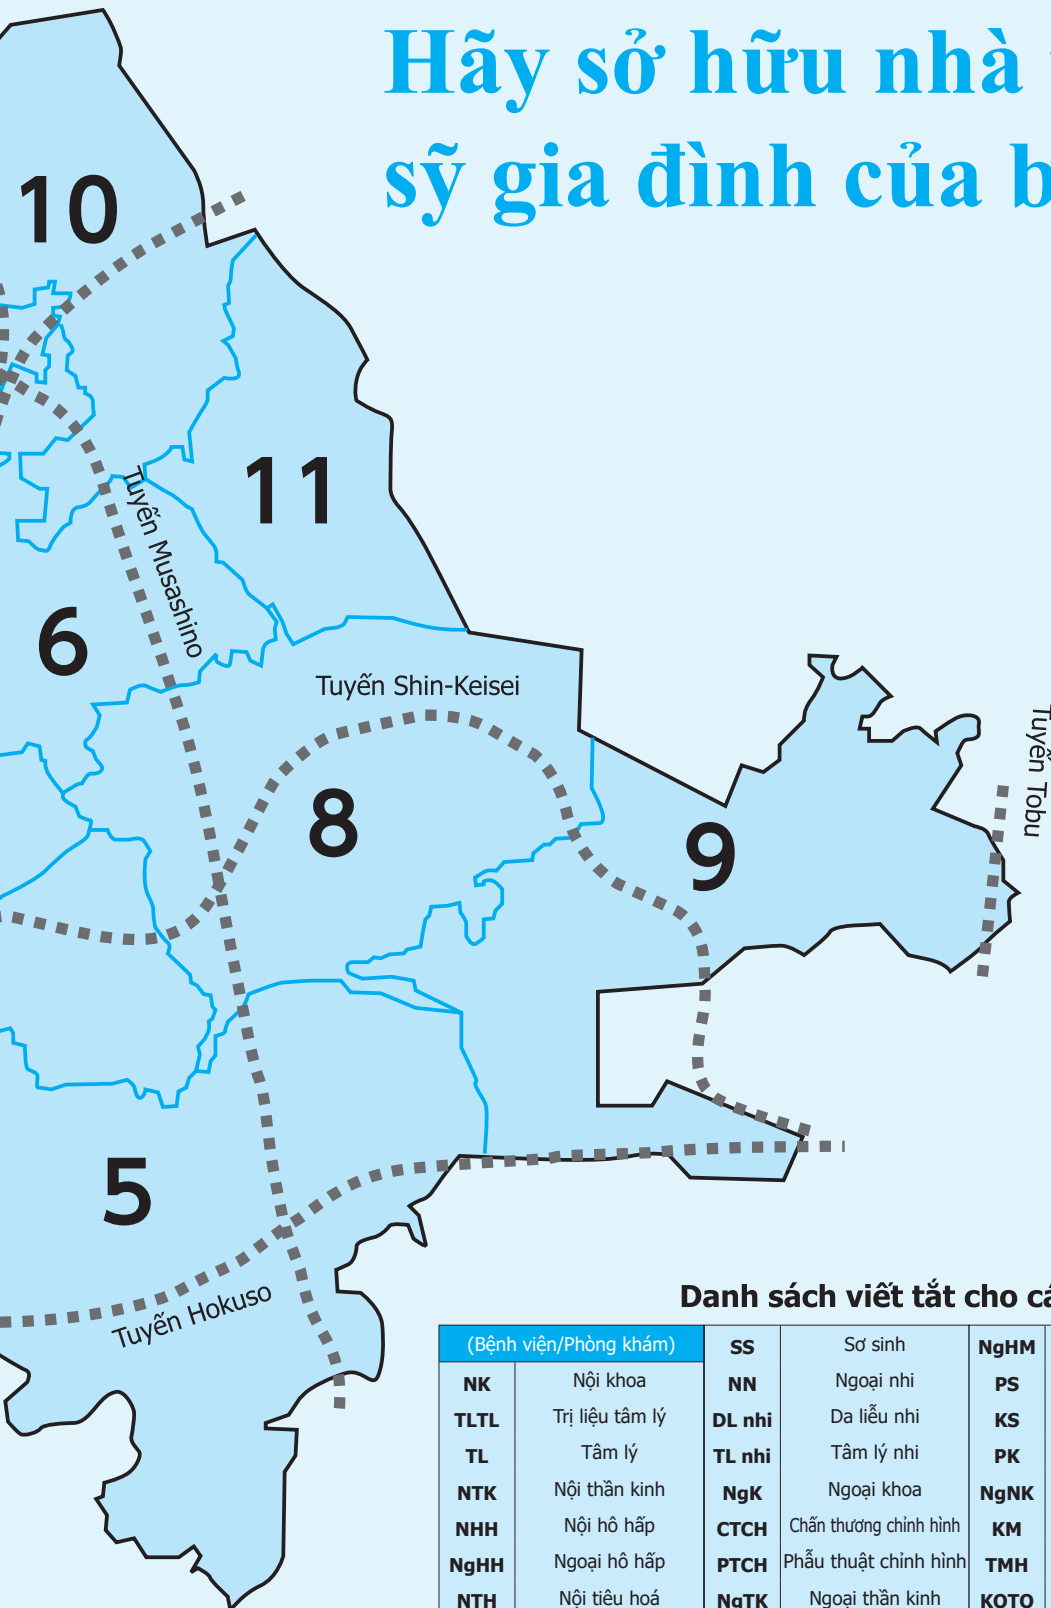 Hãy sở hữu nhà
sỹ gia đình của
10
11
Tuyến Musashino
6
Tuyến Shin-Keisei
Tuyến Tobu
8
9
5
Tuyến Hokuso
Danh sách viết tắt cho
(Bệnh viện/Phòng khám) SS Sơ sinh NgHM
NK Nội khoa NN Ngoại nhi PS
TLTL Trị liệu tâm lý DL nhi Da liễu nhi KS
TL Tâm lý TL nhi Tâm lý nhi PK
NTK Nội thần kinh NgK Ngoại khoa NgNK
NHH Nội hô hấp CTCH Chấn thương chỉnh hình KM
NgHH Ngoại hô hấp PTCH Phẫu thuật chỉnh hình TMH
NTH Nội tiêu hoá NgTK Ngoại thần kinh KOTO